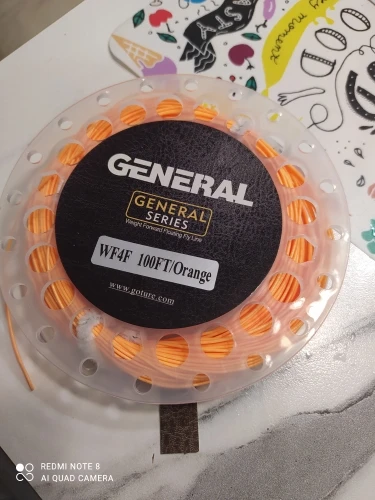 GENERAL
GENERAL
SERIES
Weight Forward Floating Fly Line
WF4F 100FT/Orange
www.goture.com
REDMI NOTE 8
AI QUAD CAMERA